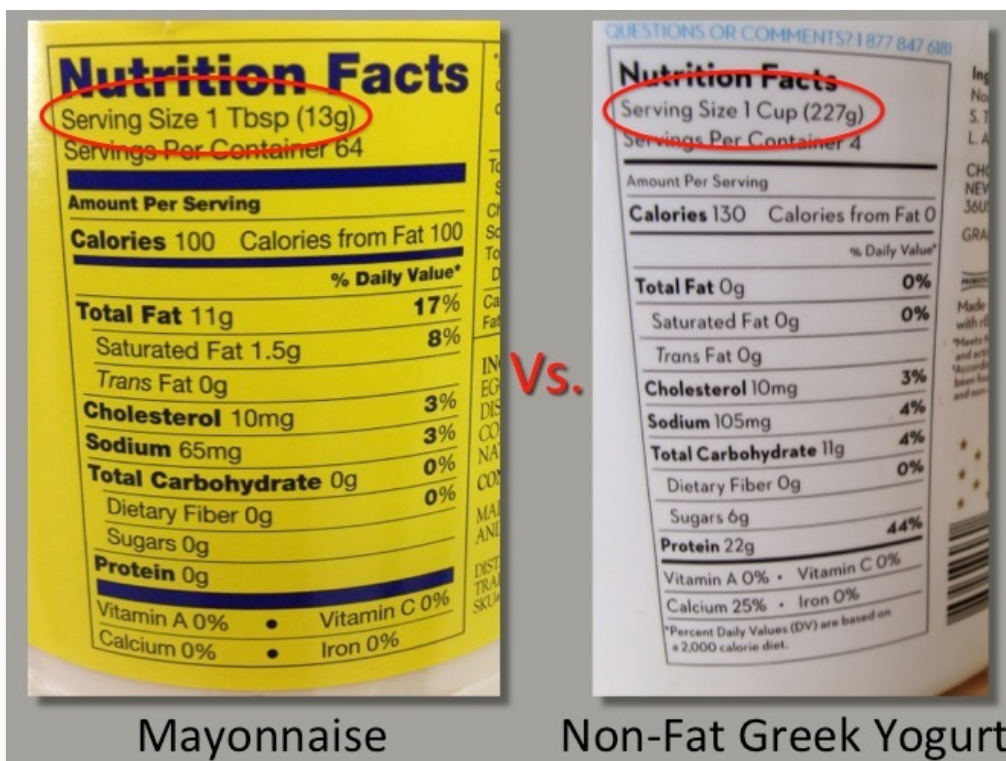 Nutrition Facts
Serving Size 1 Tbsp (13g)
Servings Per Container 64
Amount Per Serving
Calories 100 Calories from Fat 100
% Daily Value*
Total Fat 11g 17%
Saturated Fat 1.5g 8%
Trans Fat 0g
Cholesterol 10mg 3%
Sodium 65mg 3%
Total Carbohydrate 0g 0%
Dietary Fiber 0g 0%
Sugars 0g
Protein 0g
Vitamin A 0% • Vitamin C 0%
Calcium 0% • Iron 0%
Mayonnaise
Vs.
QUESTIONS OR COMMENTS? 1 877 847 6181
Nutrition Facts
Serving Size 1 Cup (227g)
Servings Per Container 4
Amount Per Serving
Calories 130 Calories from Fat 0
% Daily Value*
Total Fat 0g 0%
Saturated Fat 0g 0%
Trans Fat 0g
Cholesterol 10mg 3%
Sodium 105mg 4%
Total Carbohydrate 11g 4%
Dietary Fiber 0g 0%
Sugars 6g
Protein 22g 44%
Vitamin A 0% • Vitamin C 0%
Calcium 25% • Iron 0%
*Percent Daily Values (DV) are based on
a 2,000 calorie diet.
Made
with
Non-Fat Greek Yogurt